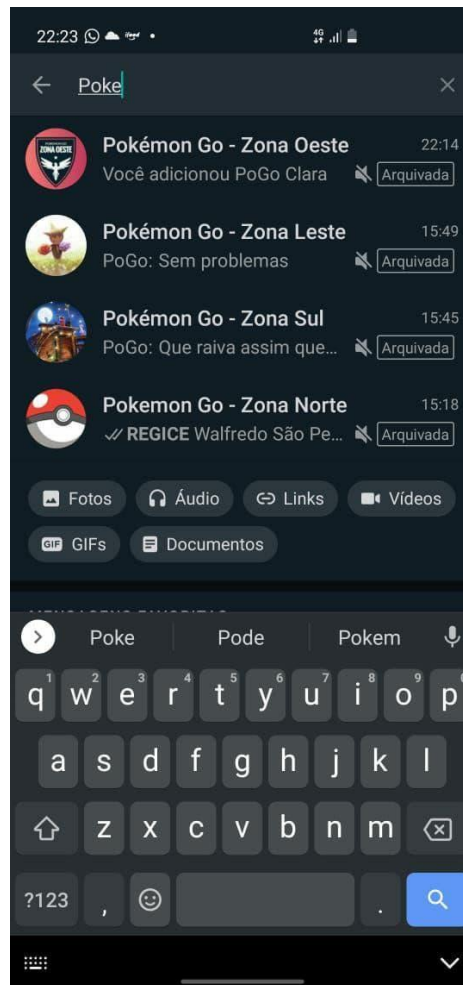 22:23
4G
Poke
ZONA OESTE
Pokémon Go - Zona Oeste 22:14
Você adicionou PoGo Clara Arquivada
Pokémon Go - Zona Leste 15:49
PoGo: Sem problemas Arquivada
Pokémon Go - Zona Sul 15:45
PoGo: Que raiva assim que... Arquivada
Pokemon Go - Zona Norte 15:18
REGICE Walfredo São Pe... Arquivada
Fotos Áudio Links Vídeos
GIF GIFs Documentos
Poke Pode Pokem
1 2 3 4 5 6 7 8 9
q w e r t y u i o p
a s d f g h j k l
z x c v b n m
?123 , .